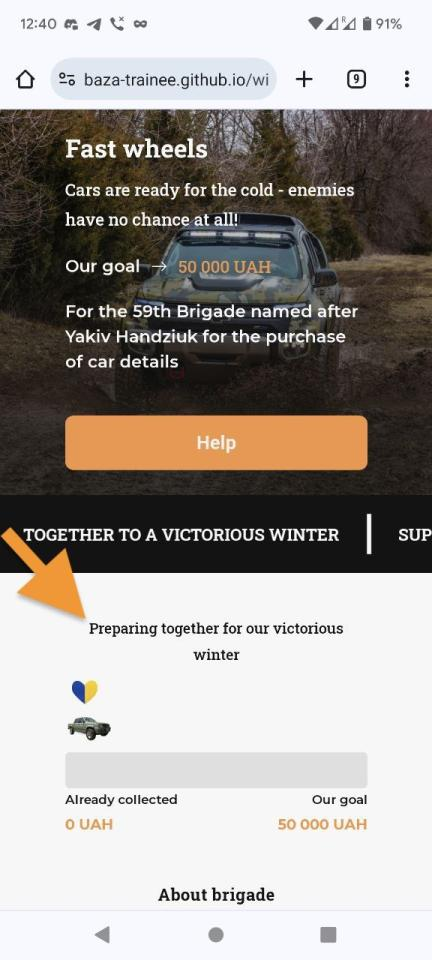 12:40
91%
baza-trainee.github.io/wi
9
Fast wheels
Cars are ready for the cold - enemies
have no chance at all!
Our goal → 50 000 UAH
For the 59th Brigade named after
Yakiv Handziuk for the purchase
of car details
Help
TOGETHER TO A VICTORIOUS WINTER
SUP
Preparing together for our victorious
winter
Already collected
Our goal
0 UAH
50 000 UAH
About brigade